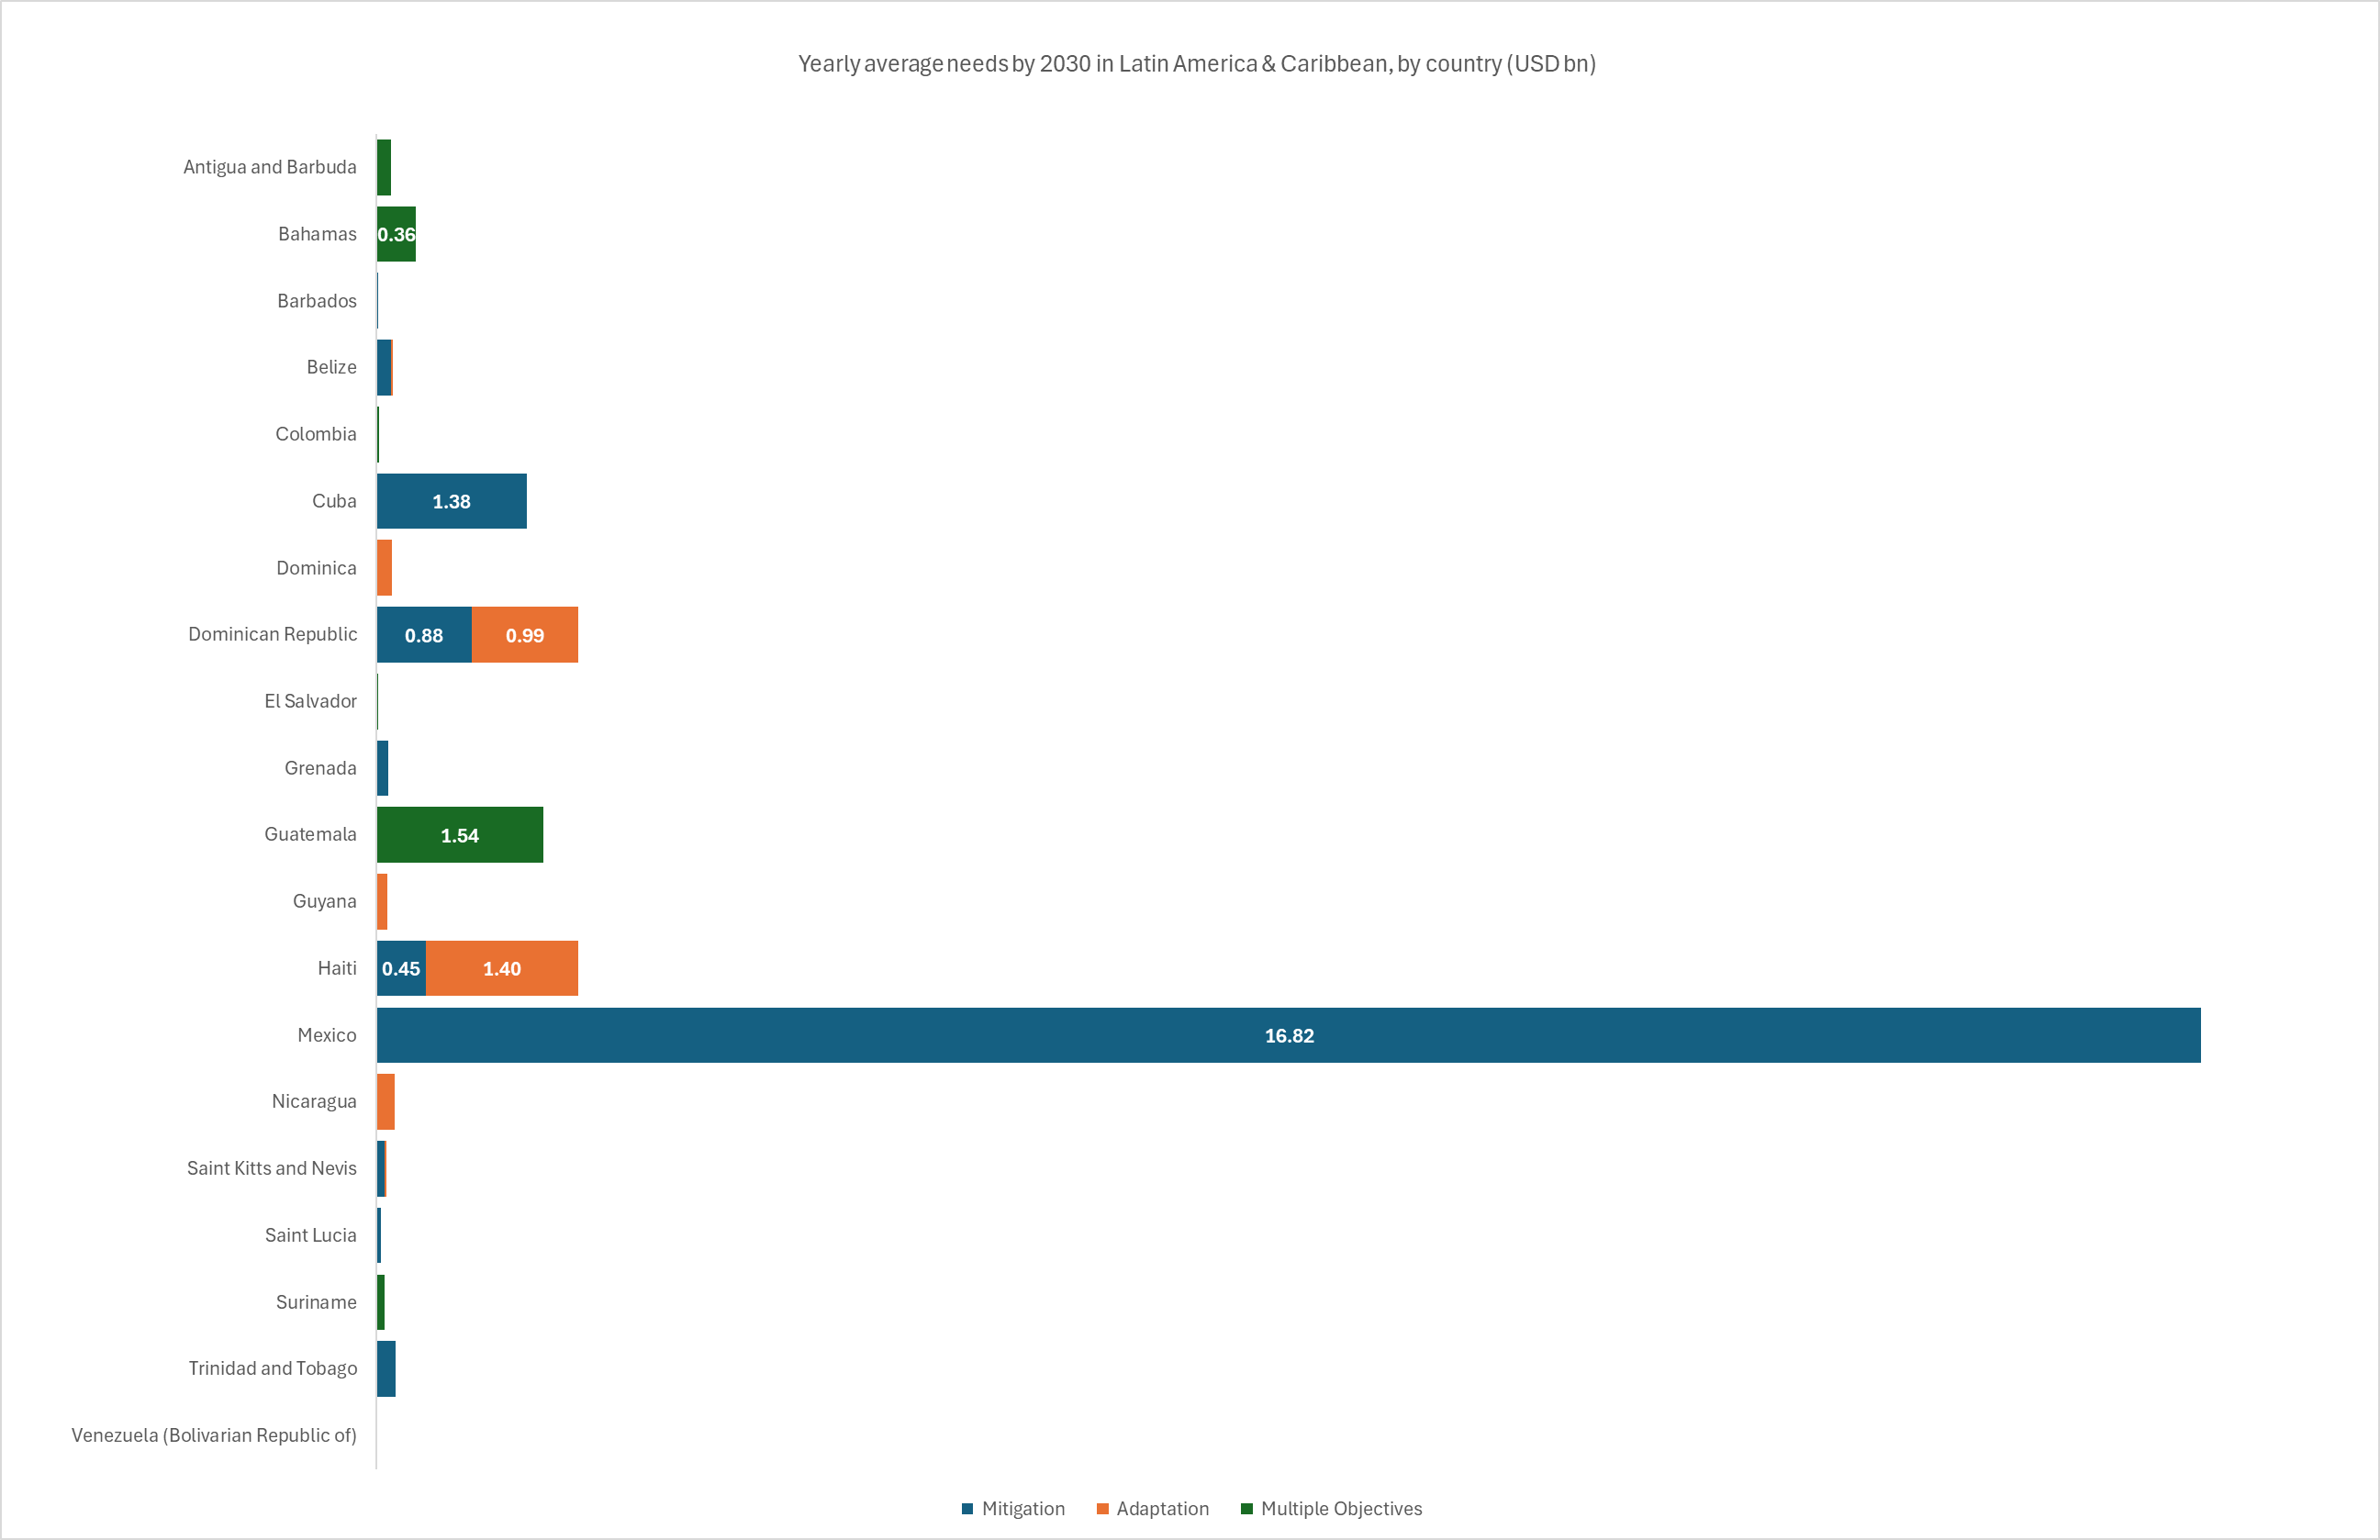 Yearly average needs by 2030 in Latin America & Caribbean, by country (USD bn)
Antigua and Barbuda
Bahamas 0.36
Barbados
Belize
Colombia
Cuba 1.38
Dominica
Dominican Republic 0.88 0.99
El Salvador
Grenada
Guatemala 1.54
Guyana
Haiti 0.45 1.40
Mexico 16.82
Nicaragua
Saint Kitts and Nevis
Saint Lucia
Suriname
Trinidad and Tobago
Venezuela (Bolivarian Republic of)
Mitigation Adaptation Multiple Objectives